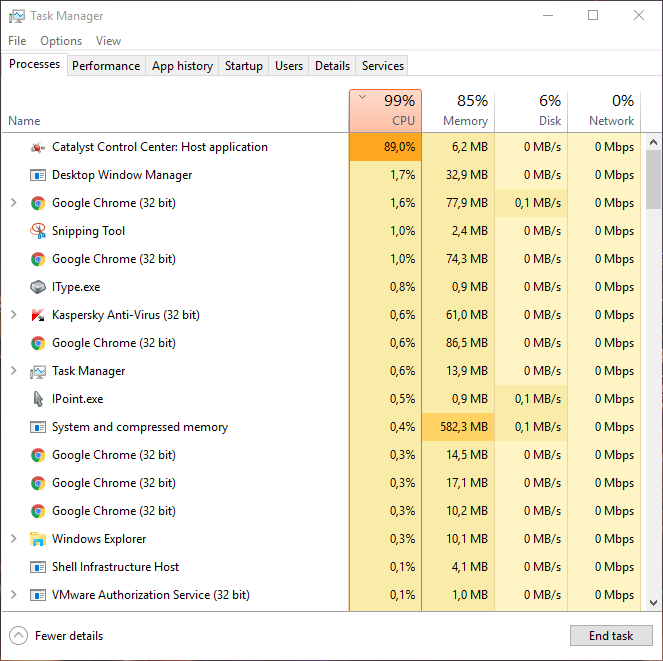 Task Manager
File Options View
Processes Performance App history Startup Users Details Services
99% 85% 6% 0%
Name CPU Memory Disk Network
Catalyst Control Center: Host application 89,0% 6,2 MB 0 MB/s 0 Mbps
Desktop Window Manager 1,7% 32,9 MB 0 MB/s 0 Mbps
Google Chrome (32 bit) 1,6% 77,9 MB 0,1 MB/s 0 Mbps
Snipping Tool 1,0% 2,4 MB 0 MB/s 0 Mbps
Google Chrome (32 bit) 1,0% 74,3 MB 0 MB/s 0 Mbps
IType.exe 0,8% 0,9 MB 0 MB/s 0 Mbps
Kaspersky Anti-Virus (32 bit) 0,6% 61,0 MB 0 MB/s 0 Mbps
Google Chrome (32 bit) 0,6% 86,5 MB 0 MB/s 0 Mbps
Task Manager 0,6% 13,9 MB 0 MB/s 0 Mbps
IPoint.exe 0,5% 0,9 MB 0,1 MB/s 0 Mbps
System and compressed memory 0,4% 582,3 MB 0,1 MB/s 0 Mbps
Google Chrome (32 bit) 0,3% 14,5 MB 0 MB/s 0 Mbps
Google Chrome (32 bit) 0,3% 17,1 MB 0 MB/s 0 Mbps
Google Chrome (32 bit) 0,3% 10,2 MB 0 MB/s 0 Mbps
Windows Explorer 0,3% 10,1 MB 0 MB/s 0 Mbps
Shell Infrastructure Host 0,1% 4,1 MB 0 MB/s 0 Mbps
VMware Authorization Service (32 bit) 0,1% 1,0 MB 0 MB/s 0 Mbps
Fewer details End task